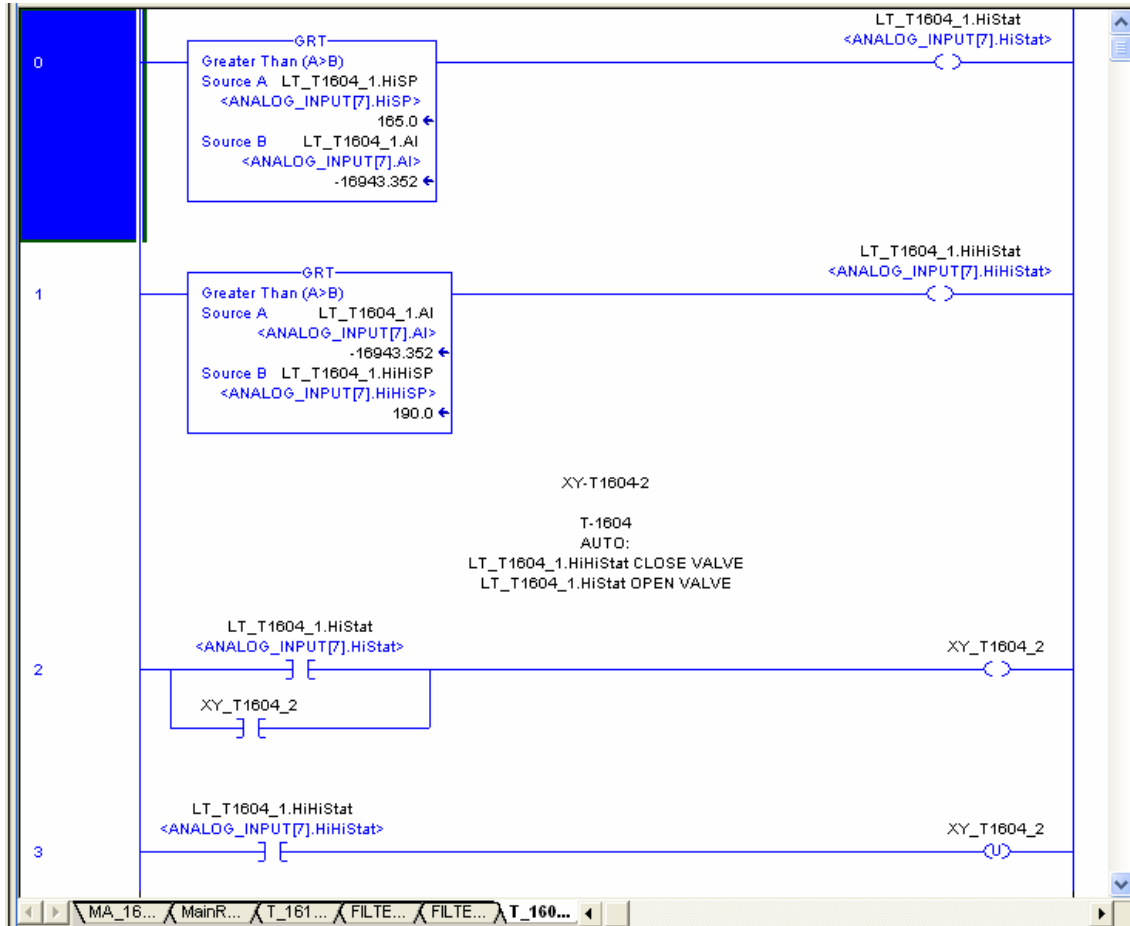 LT_T1604_1.HiStat
<ANALOG_INPUT[7].HiStat>
0
GRT
Greater Than (A>B)
Source A LT_T1604_1.HiSP
<ANALOG_INPUT[7].HiSP>
165.0
Source B LT_T1604_1.AI
<ANALOG_INPUT[7].AI>
-16943.352
LT_T1604_1.HiHiStat
<ANALOG_INPUT[7].HiHiStat>
1
GRT
Greater Than (A>B)
Source A LT_T1604_1.AI
<ANALOG_INPUT[7].AI>
-16943.352
Source B LT_T1604_1.HiHiSP
<ANALOG_INPUT[7].HiHiSP>
190.0
XY-T1604-2
T-1604
AUTO:
LT_T1604_1.HiHiStat CLOSE VALVE
LT_T1604_1.HiStat OPEN VALVE
LT_T1604_1.HiStat
<ANALOG_INPUT[7].HiStat>
XY_T1604_2
2
XY_T1604_2
LT_T1604_1.HiHiStat
<ANALOG_INPUT[7].HiHiStat>
XY_T1604_2
3
U
MA_16... MainR... T_161... FILTE... FILTE... T_160...